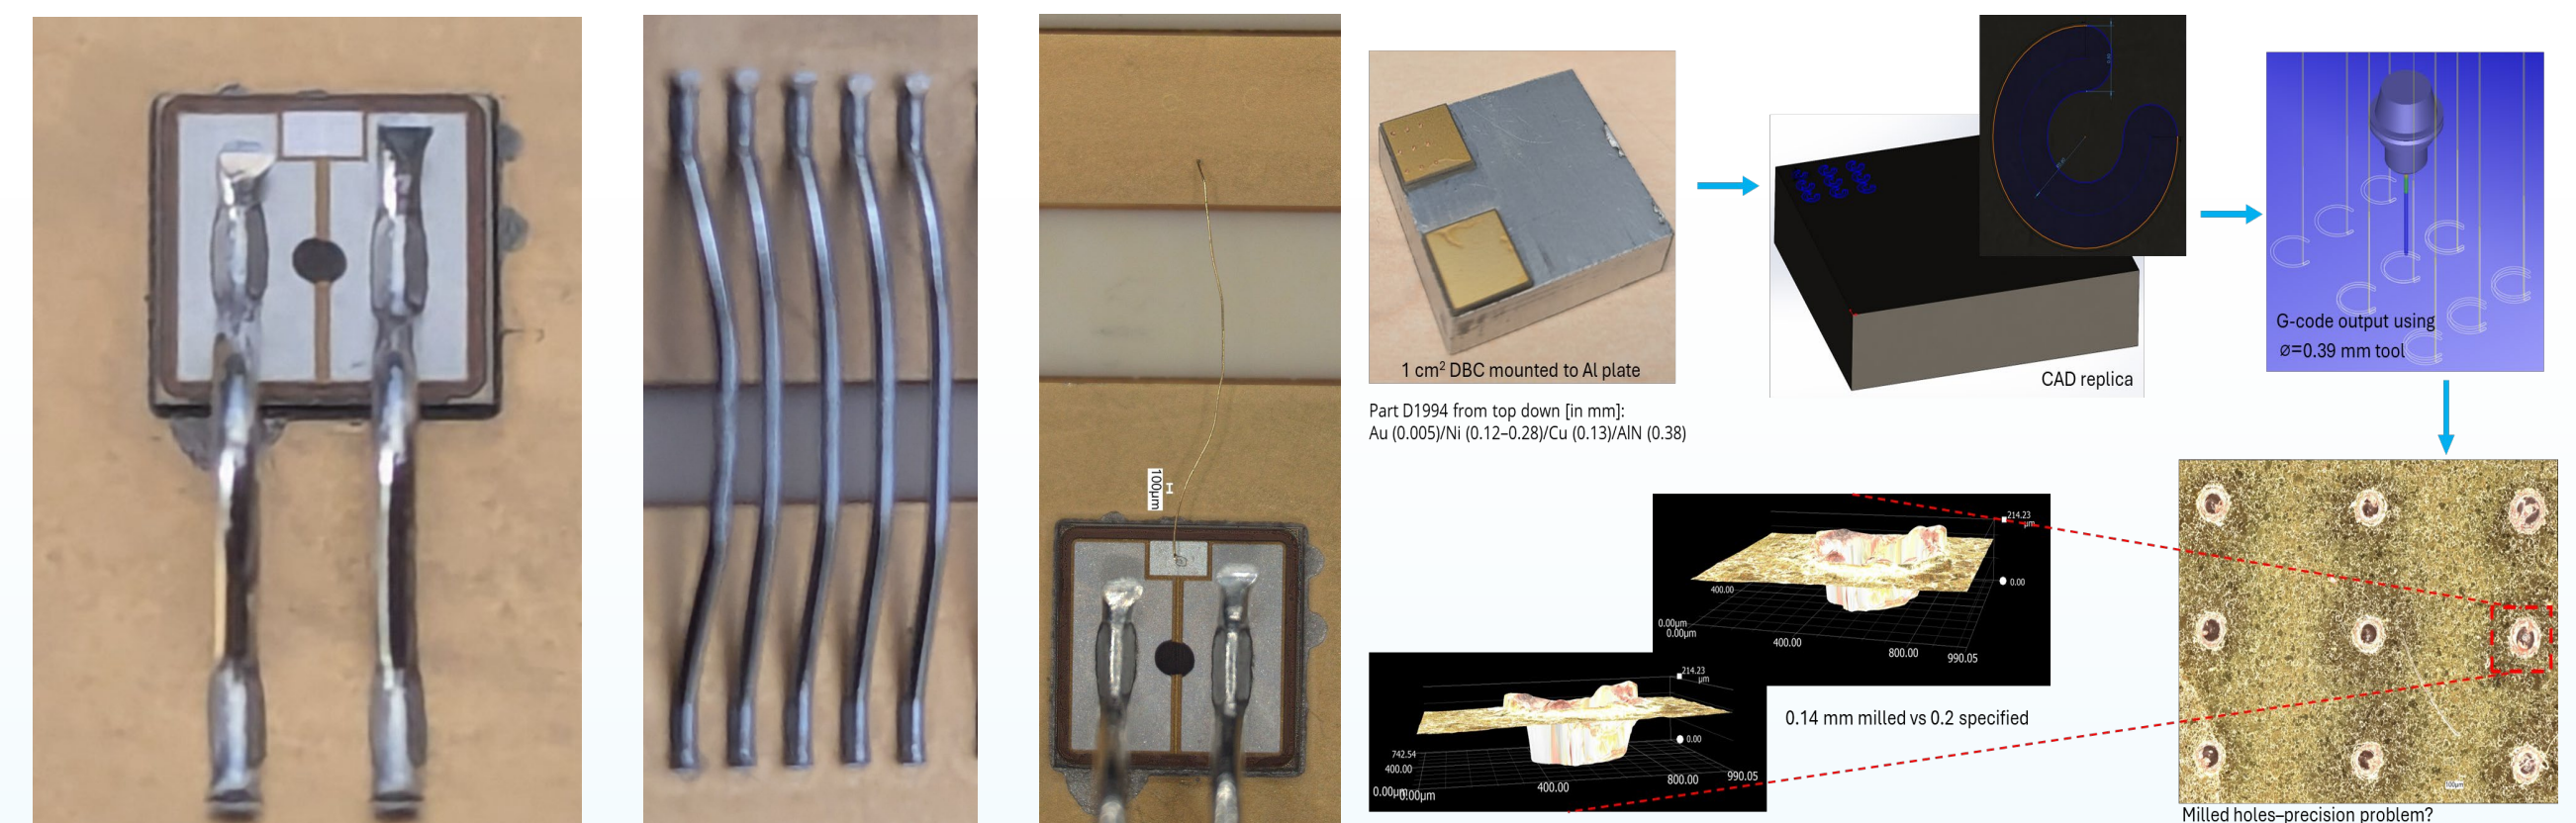 100µm
1 cm² DBC mounted to Al plate
Part D1994 from top down [in mm]:
Au (0.005)/Ni (0.12–0.28)/Cu (0.13)/AlN (0.38)
CAD replica
G-code output using
⌀=0.39 mm tool
214.23
µm
0.00
400.00
0.00µm
0.00µm
400.00
800.00
990.05
214.23
µm
0.00
742.54
400.00
0.00µm
0.00µm
400.00
800.00
990.05
0.14 mm milled vs 0.2 specified
100µm
Milled holes–precision problem?